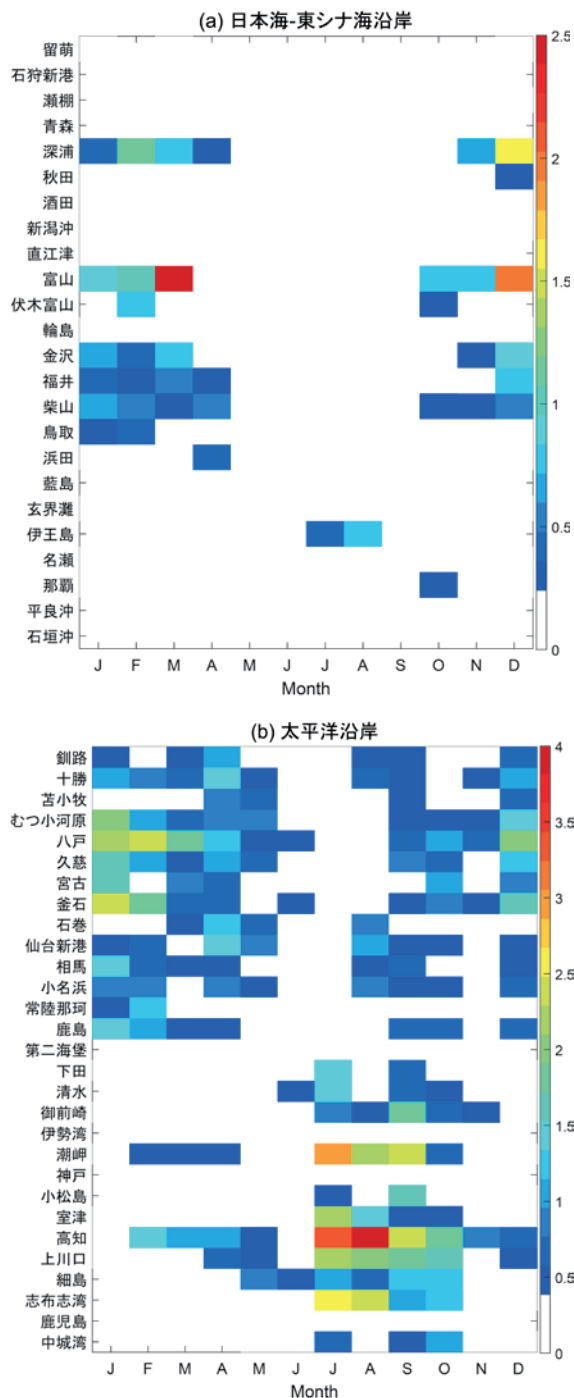 (a) 日本海-東シナ海沿岸
留萌
石狩新港
瀬棚
青森
深浦
秋田
酒田
新潟沖
直江津
富山
伏木富山
輪島
金沢
福井
柴山
鳥取
浜田
藍島
玄界灘
伊王島
名瀬
那覇
平良沖
石垣沖
J F M A M J J A S O N D
Month
2.5
2
1.5
1
0.5
0
(b) 太平洋沿岸
釧路
十勝
苫小牧
むつ小河原
八戸
久慈
宮古
釜石
石巻
仙台新港
相馬
小名浜
常陸那珂
鹿島
第二海堡
下田
清水
御前崎
伊勢湾
潮岬
神戸
小松島
室津
高知
上川口
細島
志布志湾
鹿児島
中城湾
J F M A M J J A S O N D
Month
4
3.5
3
2.5
2
1.5
1
0.5
0